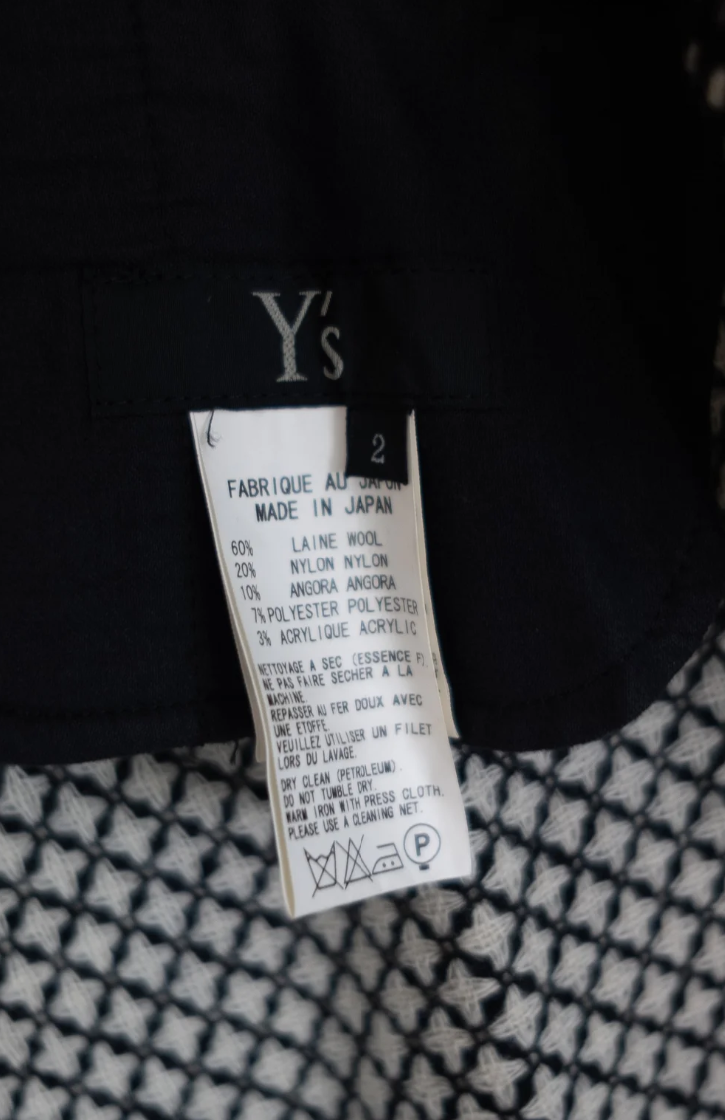 Y's
2
FABRIQUE AU JAPON
MADE IN JAPAN
60% LAINE WOOL
20% NYLON NYLON
10% ANGORA ANGORA
7% POLYESTER POLYESTER
3% ACRYLIQUE ACRYLIC
NETTOYAGE A SEC (ESSENCE F).
NE PAS FAIRE SECHER A LA
MACHINE.
REPASSER AU FER DOUX AVEC
UNE ETOFFE.
VEUILLEZ UTILISER UN FILET
LORS DU LAVAGE.
DRY CLEAN (PETROLEUM).
DO NOT TUMBLE DRY.
WARM IRON WITH PRESS CLOTH.
PLEASE USE A CLEANING NET.
P